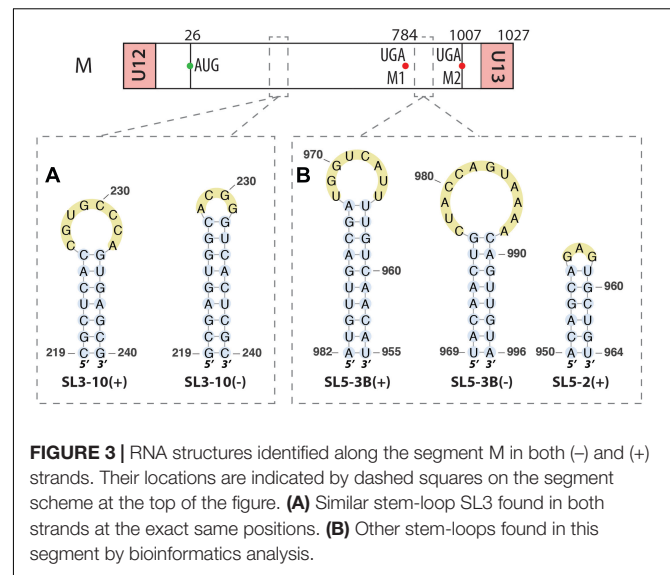 M
26
784
1007
1027
U12
AUG
UGA
M1
UGA
M2
U13
A
230
CGCUCACCGUGCCCAGUGAGCG
219
240
5' 3'
SL3-10(+)
230
GCGAGUGGCACGGGUCACUCGC
219
240
5' 3'
SL3-10(-)
B
970
AUGUUGACGAUGGUCAUUUUGUCAACAU
960
982
955
5' 3'
SL5-3B(+)
980
UACAACUGCUACCAGUAAAACAGUUGUA
990
969
996
5' 3'
SL5-3B(-)
ACAGCAGAGUGCUGU
960
950
964
5' 3'
SL5-2(+)
FIGURE 3 | RNA structures identified along the segment M in both (–) and (+)
strands. Their locations are indicated by dashed squares on the segment
scheme at the top of the figure. (A) Similar stem-loop SL3 found in both
strands at the exact same positions. (B) Other stem-loops found in this
segment by bioinformatics analysis.